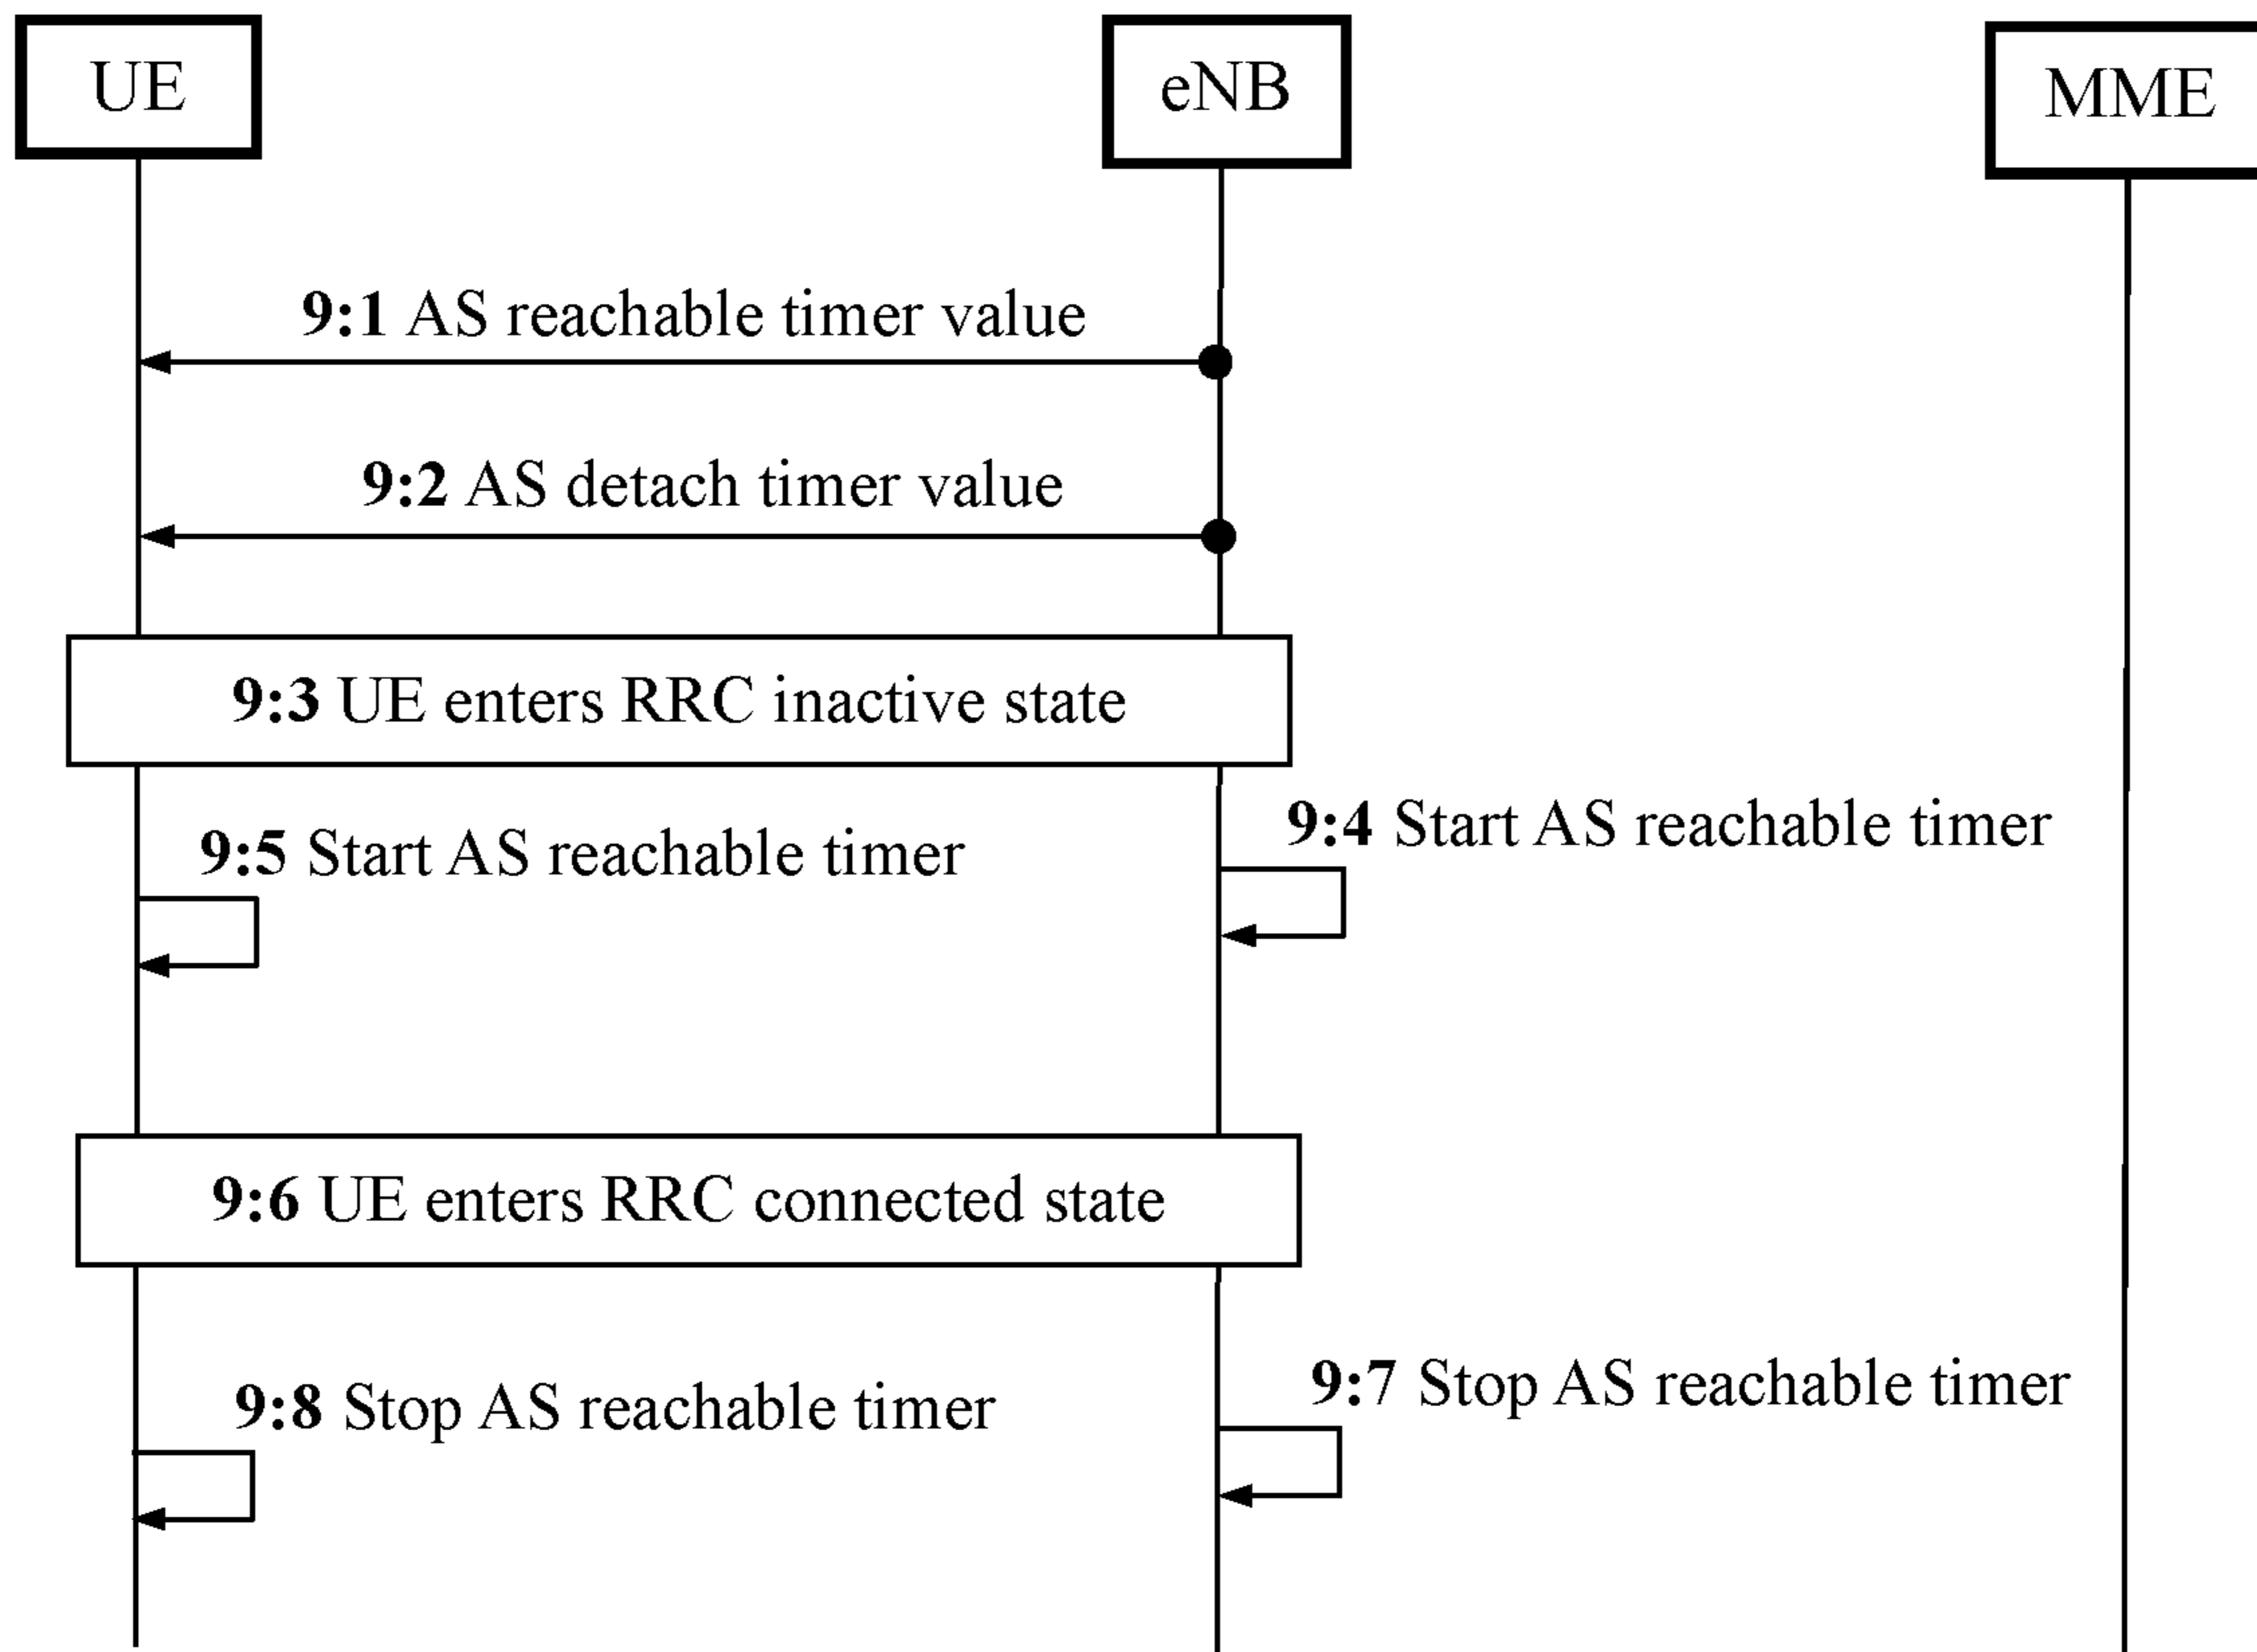 UE
eNB
MME
9:1 AS reachable timer value
9:2 AS detach timer value
9:3 UE enters RRC inactive state
9:4 Start AS reachable timer
9:5 Start AS reachable timer
9:6 UE enters RRC connected state
9:7 Stop AS reachable timer
9:8 Stop AS reachable timer